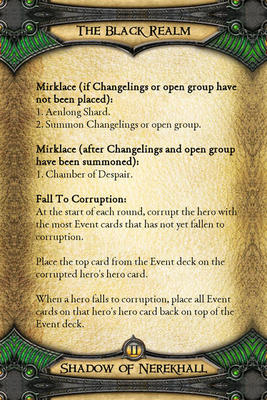 The Black Realm
Mirklace (if Changelings or open group have
not been placed):
1. Aenlong Shard.
2. Summon Changelings or open group.
Mirklace (after Changelings and open group
have been summoned):
1. Chamber of Despair.
Fall To Corruption:
At the start of each round, corrupt the hero with
the most Event cards that has not yet fallen to
corruption.
Place the top card from the Event deck on the
corrupted hero's hero card.
When a hero falls to corruption, place all Event
cards on that hero's hero card back on top of the
Event deck.
11
Shadow of Nerekhall